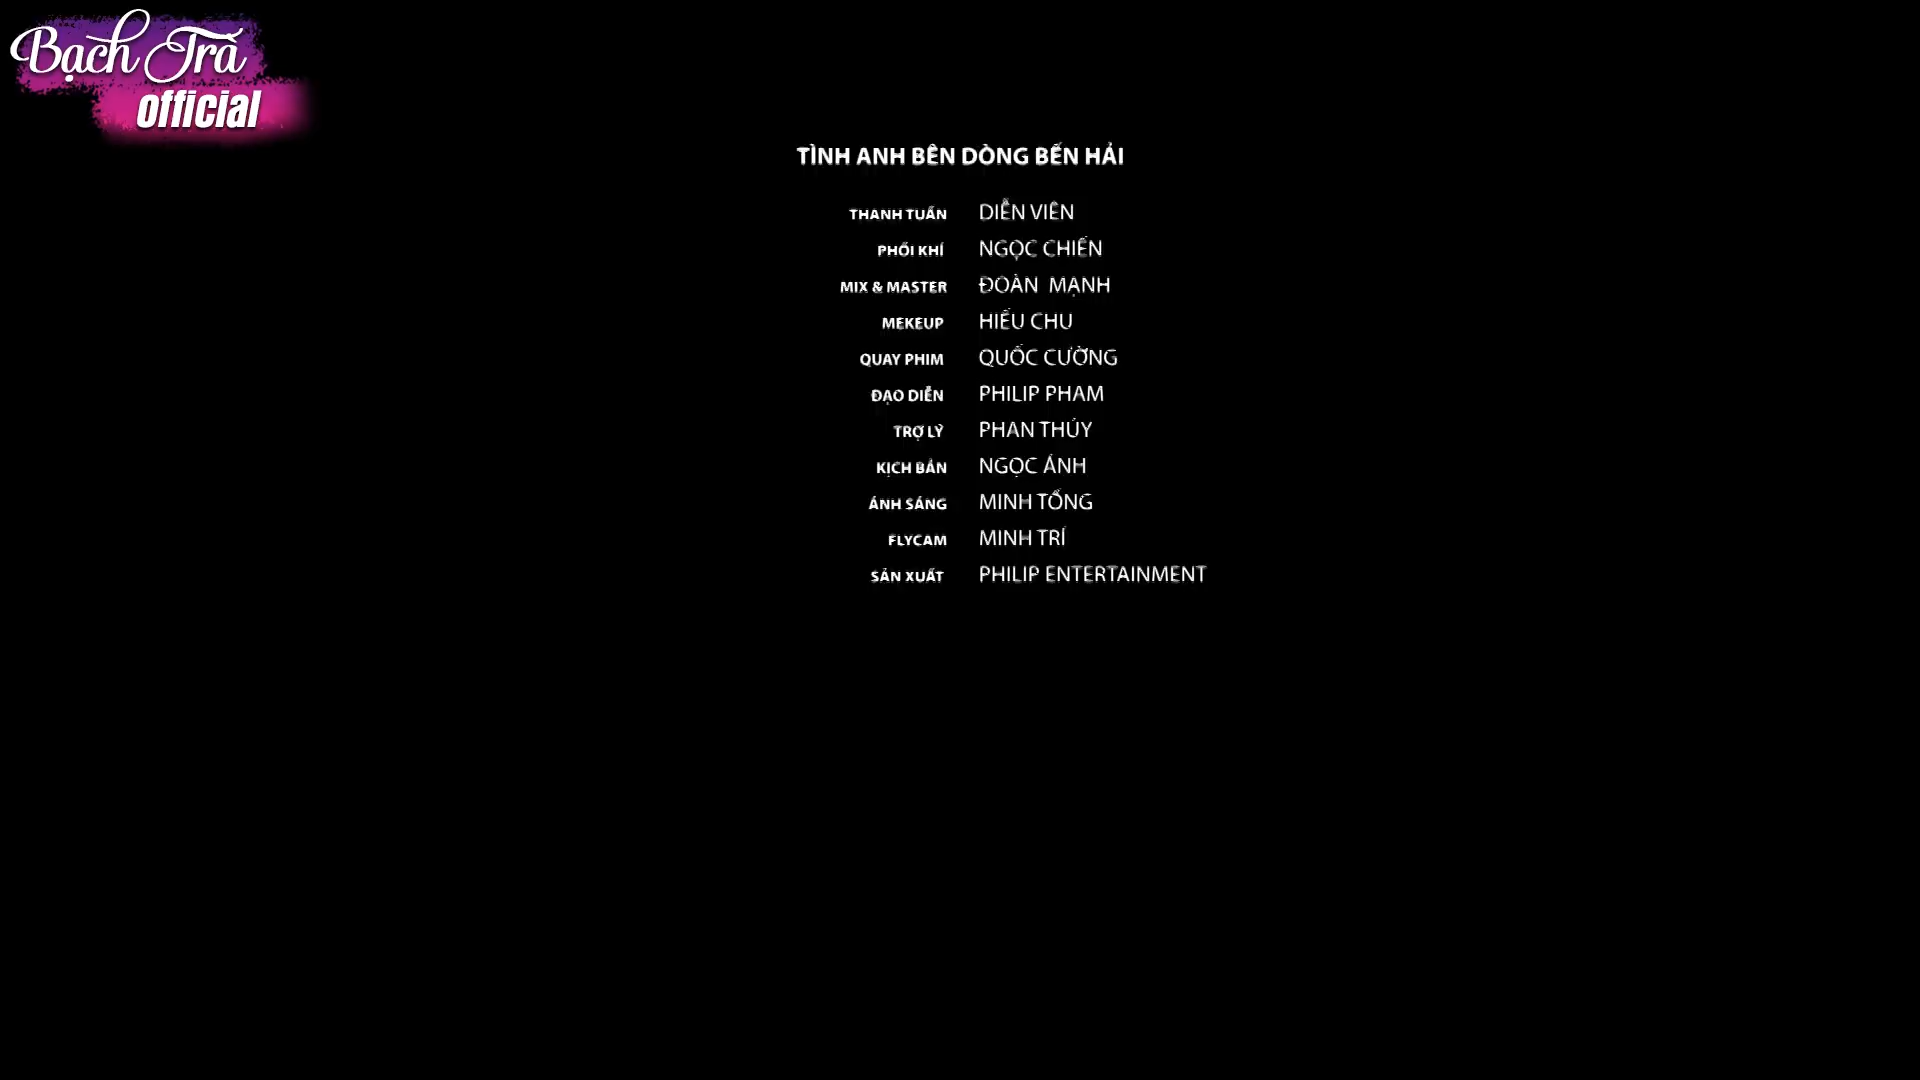 Bạch Trà
official
TÌNH ANH BÊN DÒNG BẾN HẢI
THANH TUẤN DIỄN VIÊN
PHỐI KHÍ NGỌC CHIẾN
MIX & MASTER ĐOÀN MẠNH
MEKEUP HIẾU CHU
QUAY PHIM QUỐC CƯỜNG
ĐẠO DIỄN PHILIP PHAM
TRỢ LÝ PHAN THÚY
KỊCH BẢN NGỌC ÁNH
ÁNH SÁNG MINH TỐNG
FLYCAM MINH TRÍ
SẢN XUẤT PHILIP ENTERTAINMENT